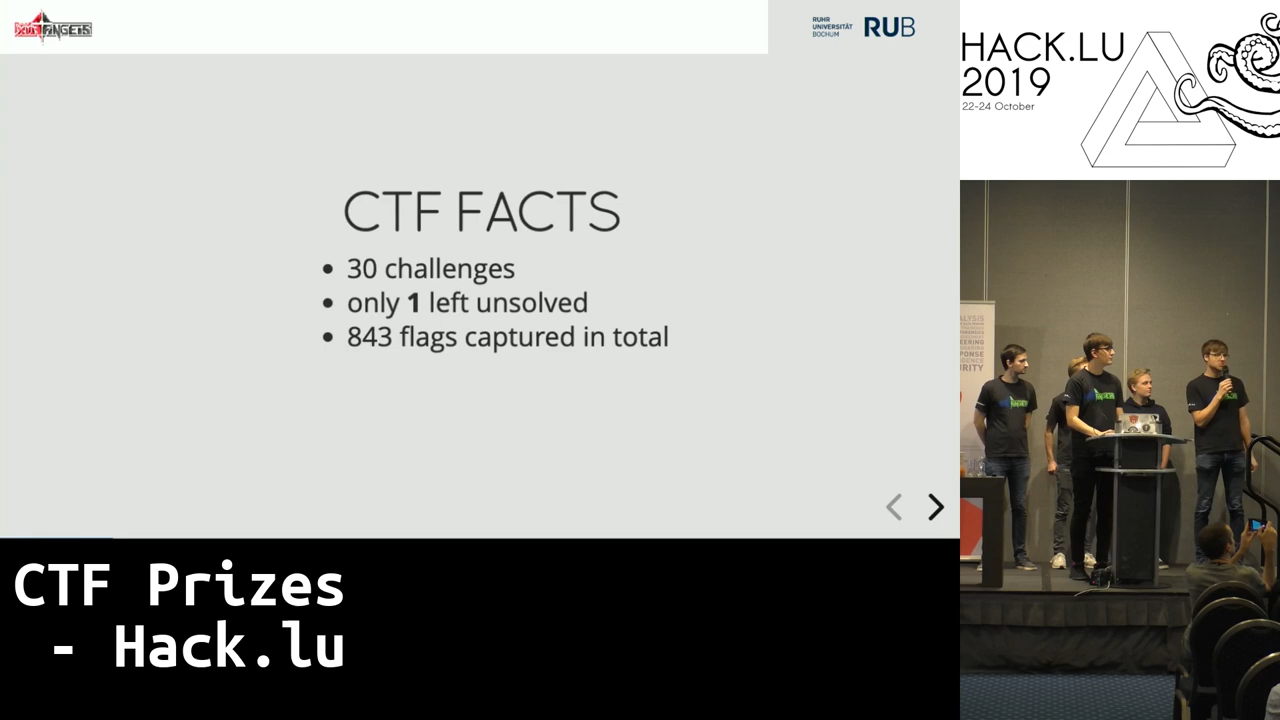 RUHR
UNIVERSITÄT
BOCHUM
RUB
HACK.LU
2019
22-24 October
CTF FACTS
30 challenges
only 1 left unsolved
843 flags captured in total
CTF Prizes
- Hack.lu